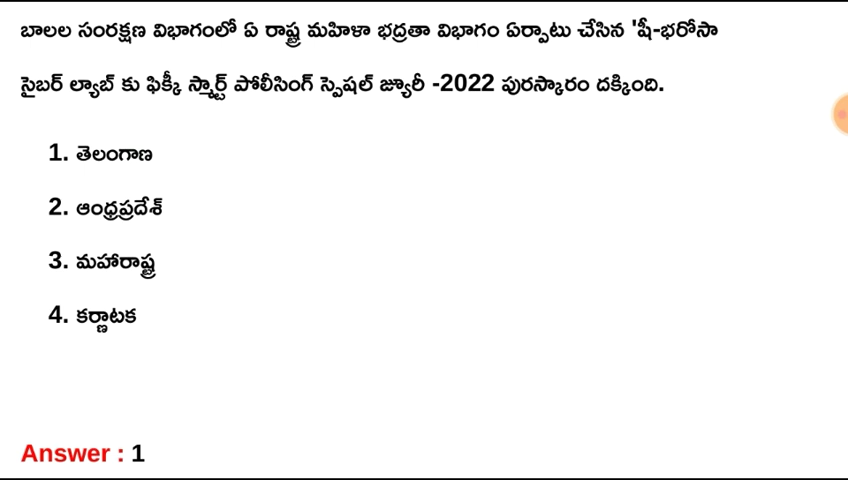 బాలల సంరక్షణ విభాగంలో ఏ రాష్ట్ర మహిళా భద్రతా విభాగం ఏర్పాటు చేసిన 'షీ-భరోసా
సైబర్ ల్యాబ్ కు ఫిక్కీ స్మార్ట్ పోలీసింగ్ స్పెషల్ జ్యూరీ -2022 పురస్కారం దక్కింది.
1. తెలంగాణ
2. ఆంధ్రప్రదేశ్
3. మహారాష్ట్ర
4. కర్ణాటక
Answer : 1